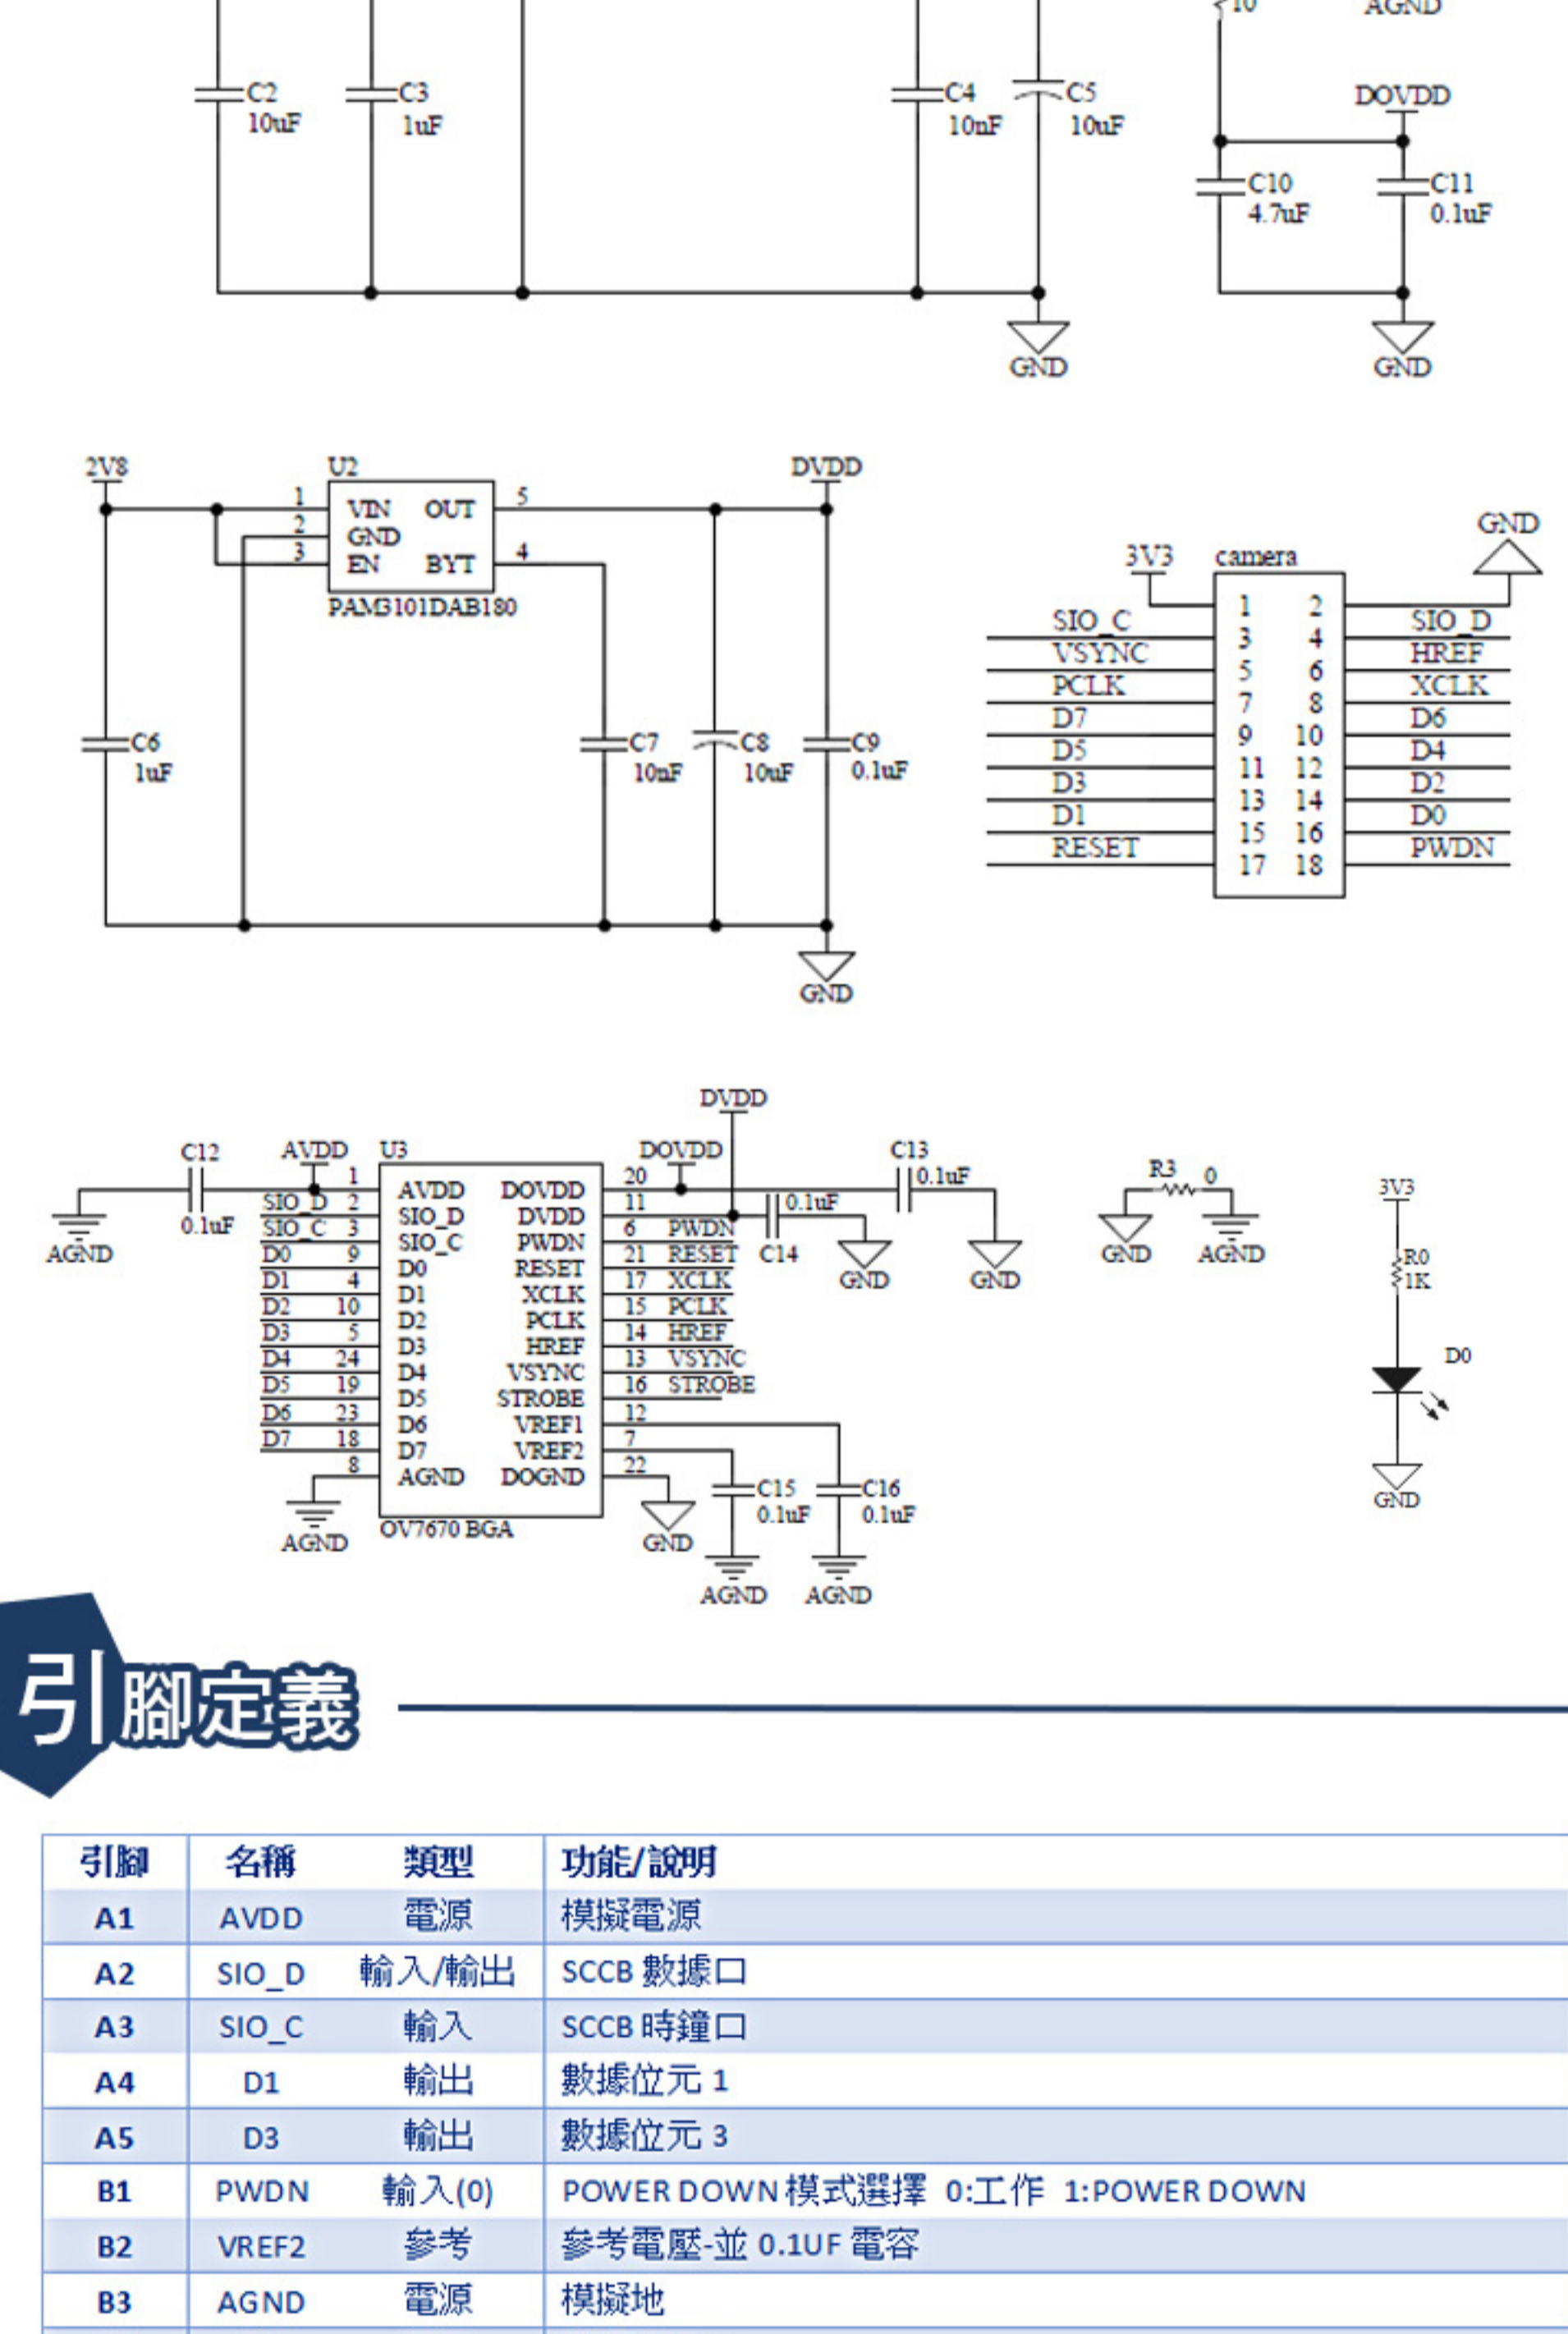 10
AGND
C2
10uF
C3
1uF
C4
10nF
C5
10uF
DOVDD
C10
4.7uF
C11
0.1uF
GND
GND
2V8
U2
DVDD
1 VIN OUT 5
2 GND
3 EN BYT 4
PAM3101DAB180
C6
1uF
C7
10nF
C8
10uF
C9
0.1uF
GND
GND
3V3 camera
1 2
SIO_C 3 4 SIO_D
VSYNC 5 6 HREF
PCLK 7 8 XCLK
D7 9 10 D6
D5 11 12 D4
D3 13 14 D2
D1 15 16 D0
RESET 17 18 PWDN
DVDD
C12
0.1uF
AGND
AVDD U3 DOVDD
1 AVDD DOVDD 20
SIO_D 2 SIO_D DVDD 11
SIO_C 3 SIO_C PWDN 6 PWDN
D0 9 D0 RESET 21 RESET
D1 4 D1 XCLK 17 XCLK
D2 10 D2 PCLK 15 PCLK
D3 5 D3 HREF 14 HREF
D4 24 D4 VSYNC 13 VSYNC
D5 19 D5 STROBE 16 STROBE
D6 23 D6 VREF1 12
D7 18 D7 VREF2 7
8 AGND DOGND 22
AGND
OV7670 BGA
GND
C13
0.1uF
0.1uF
C14
GND
GND
C15
0.1uF
C16
0.1uF
AGND
AGND
R3 0
GND
AGND
3V3
R0
1K
D0
GND
引腳定義
引腳 名稱 類型 功能/說明
A1 AVDD 電源 模擬電源
A2 SIO_D 輸入/輸出 SCCB 數據口
A3 SIO_C 輸入 SCCB 時鐘口
A4 D1 輸出 數據位元 1
A5 D3 輸出 數據位元 3
B1 PWDN 輸入(0) POWER DOWN 模式選擇 0:工作 1:POWER DOWN
B2 VREF2 參考 參考電壓-並 0.1UF 電容
B3 AGND 電源 模擬地